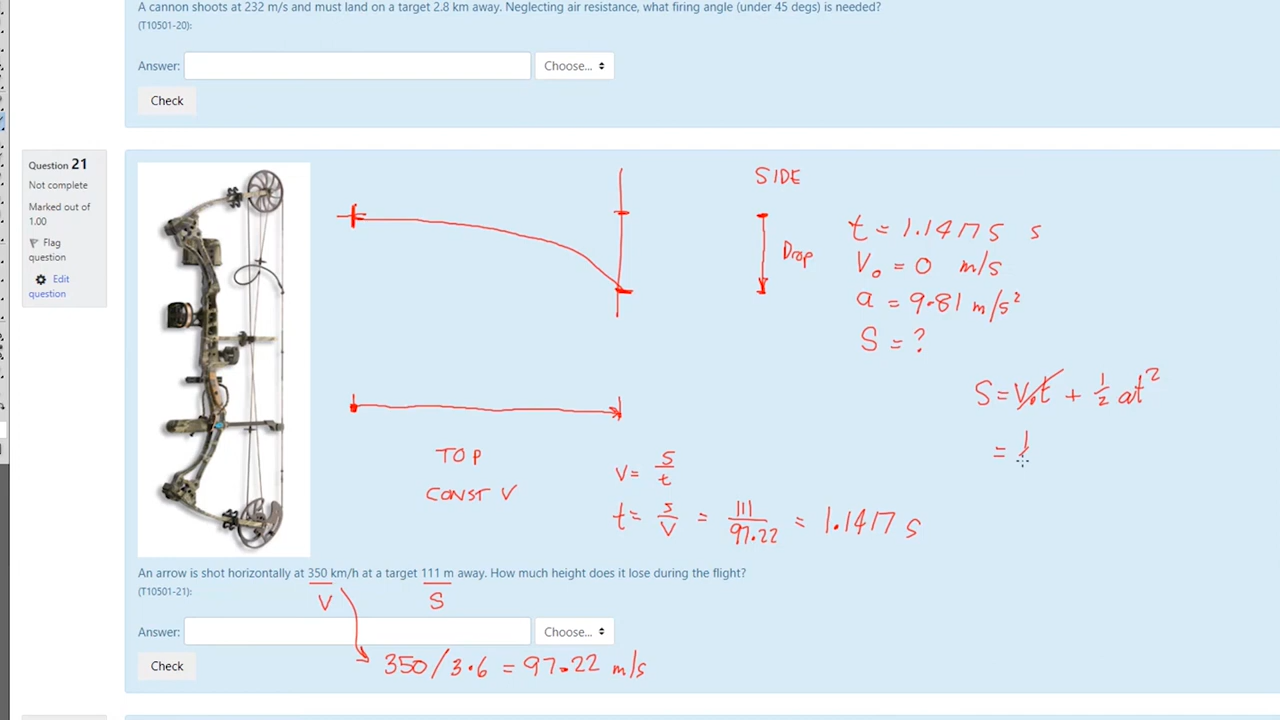 A cannon shoots at 232 m/s and must land on a target 2.8 km away. Neglecting air resistance, what firing angle (under 45 degs) is needed?
(T10501-20):
Answer:
Choose...
Check
Question 21
Not complete
Marked out of
1.00
Flag
question
Edit
question
SIDE
Drop
t = 1.1417 s s
V₀ = 0 m/s
a = 9.81 m/s²
S = ?
S = V₀t + ½ at²
=
TOP
CONST V
V = S/t
t = S/V = 111/97.22 = 1.1417 s
An arrow is shot horizontally at 350 km/h at a target 111 m away. How much height does it lose during the flight?
(T10501-21):
V
S
Answer:
Choose...
Check
350/3.6 = 97.22 m/s